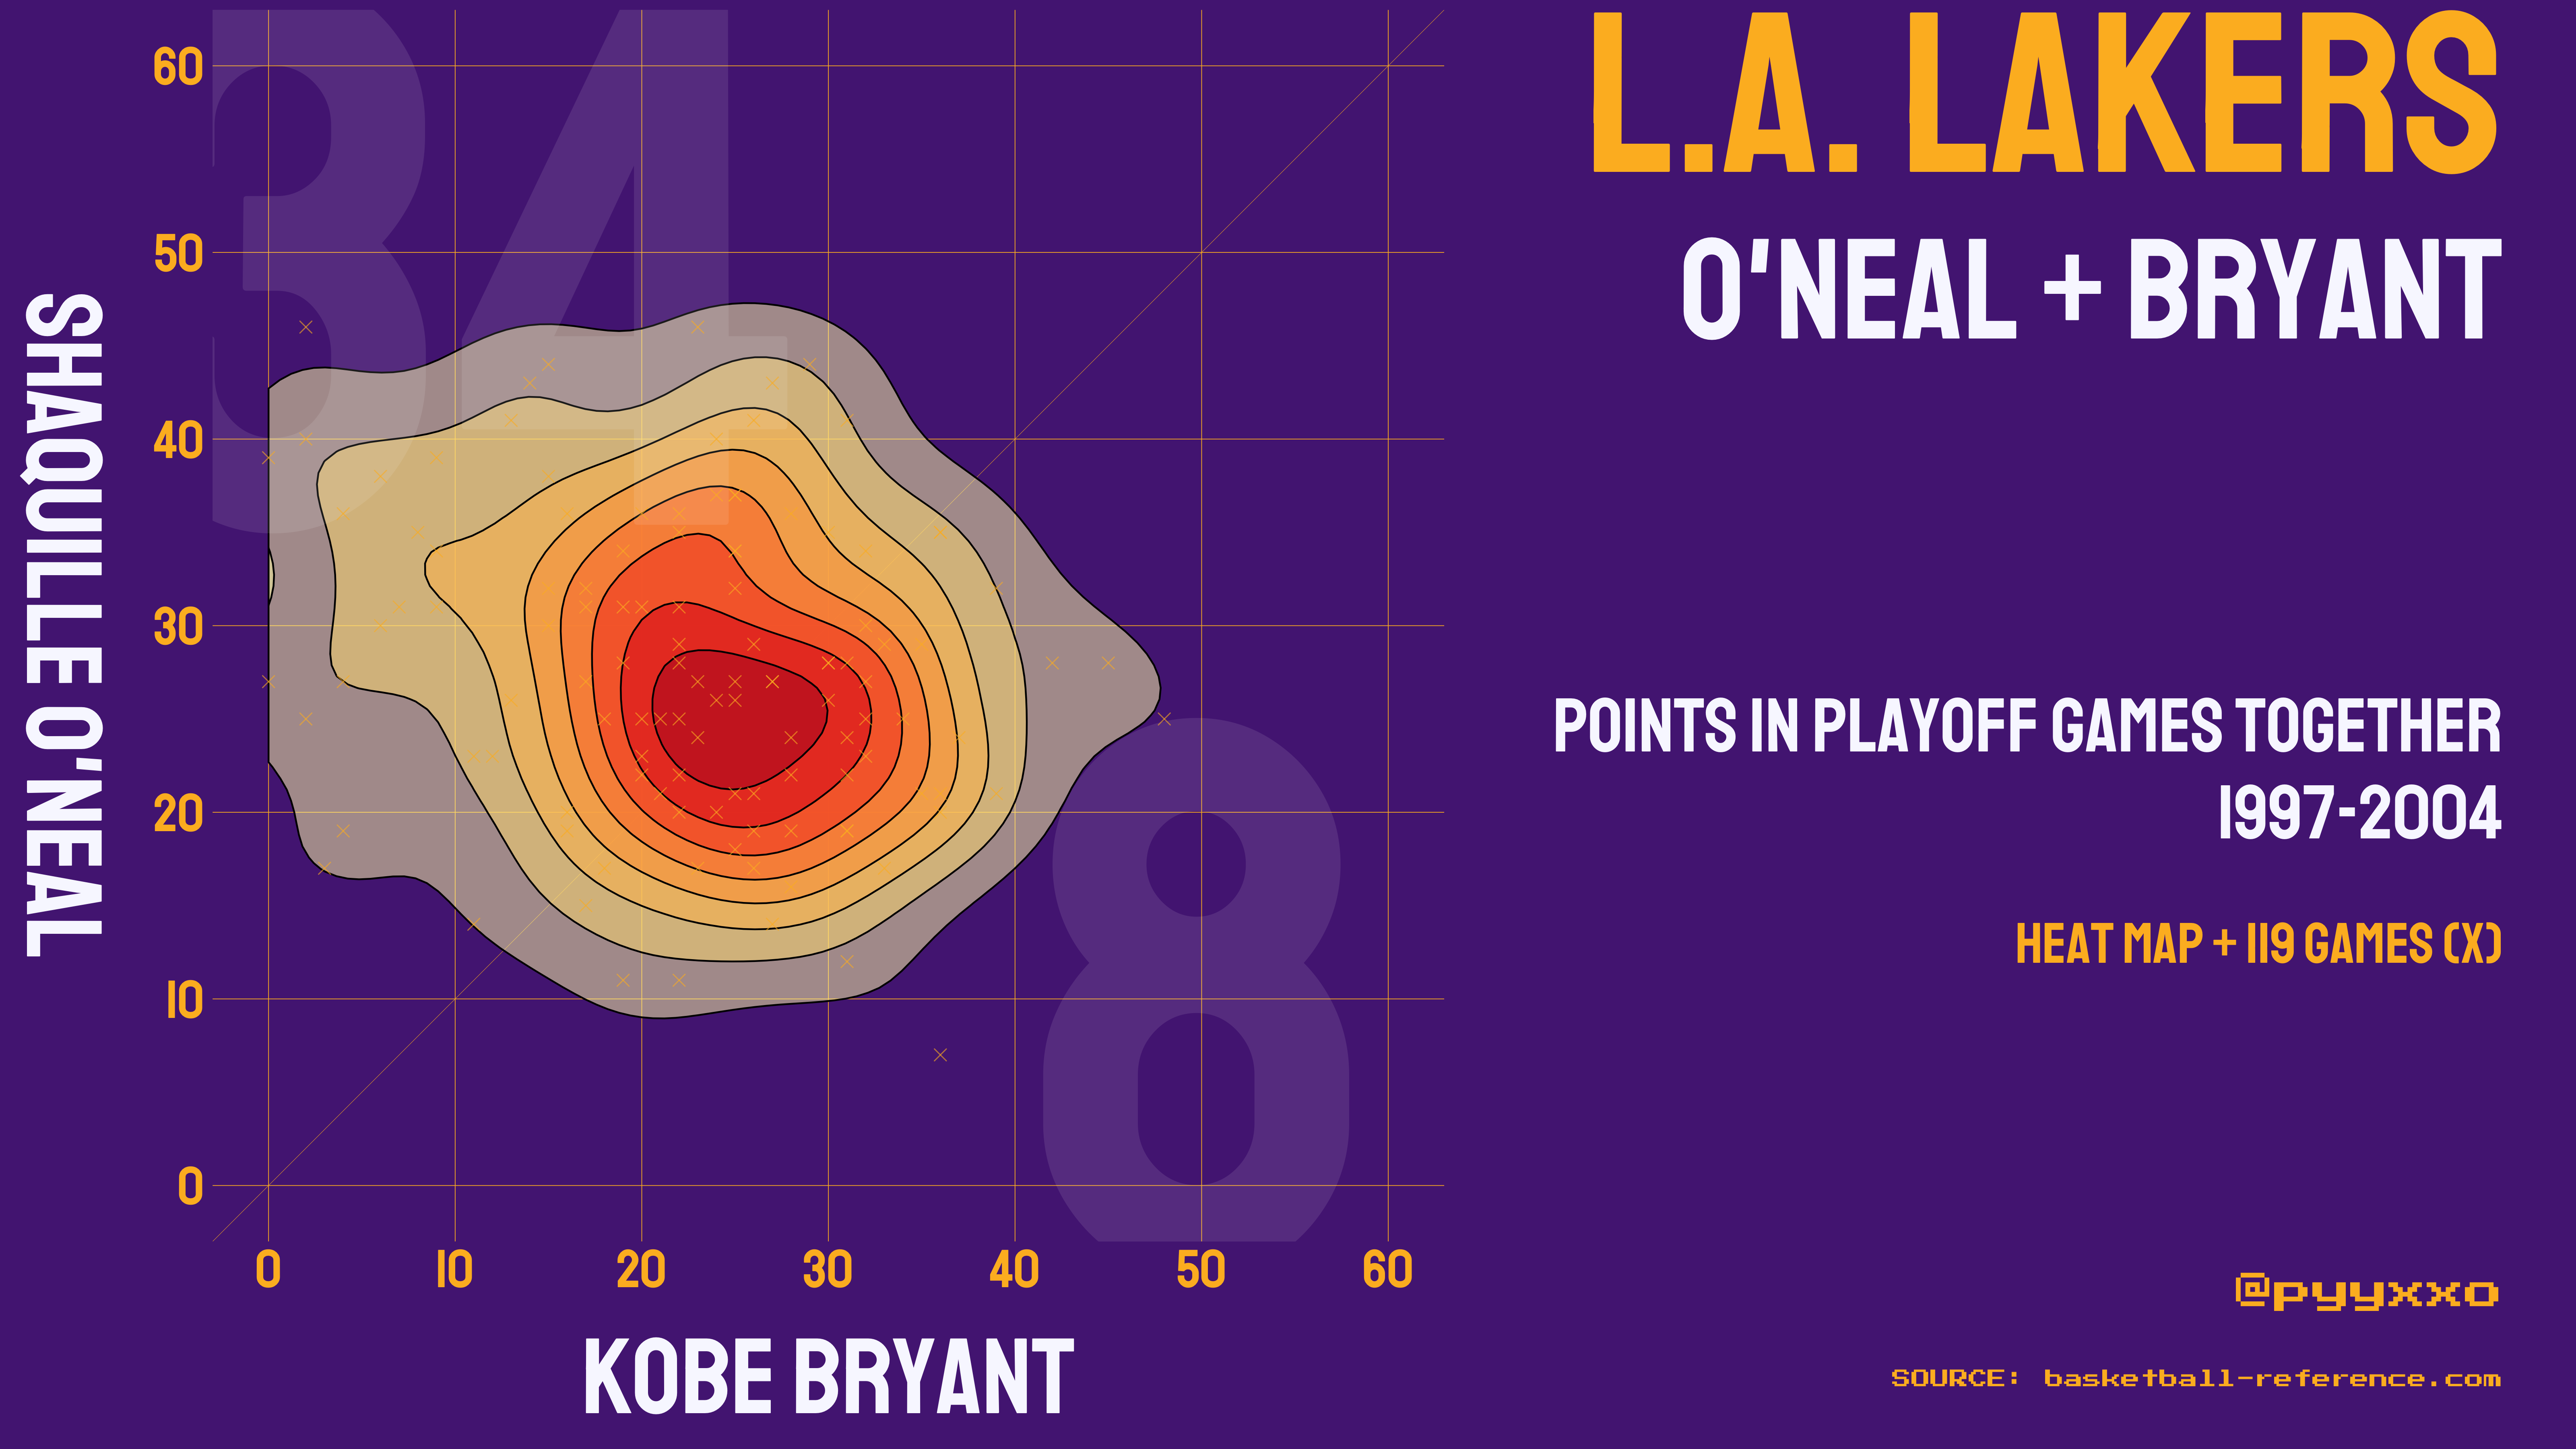 L.A. LAKERS
O'NEAL + BRYANT
POINTS IN PLAYOFF GAMES TOGETHER
1997-2004
HEAT MAP + 119 GAMES (X)
@pyyxxo
SOURCE: basketball-reference.com
SHAQUILLE O'NEAL
60
50
40
30
20
10
0
34
8
0 10 20 30 40 50 60
KOBE BRYANT